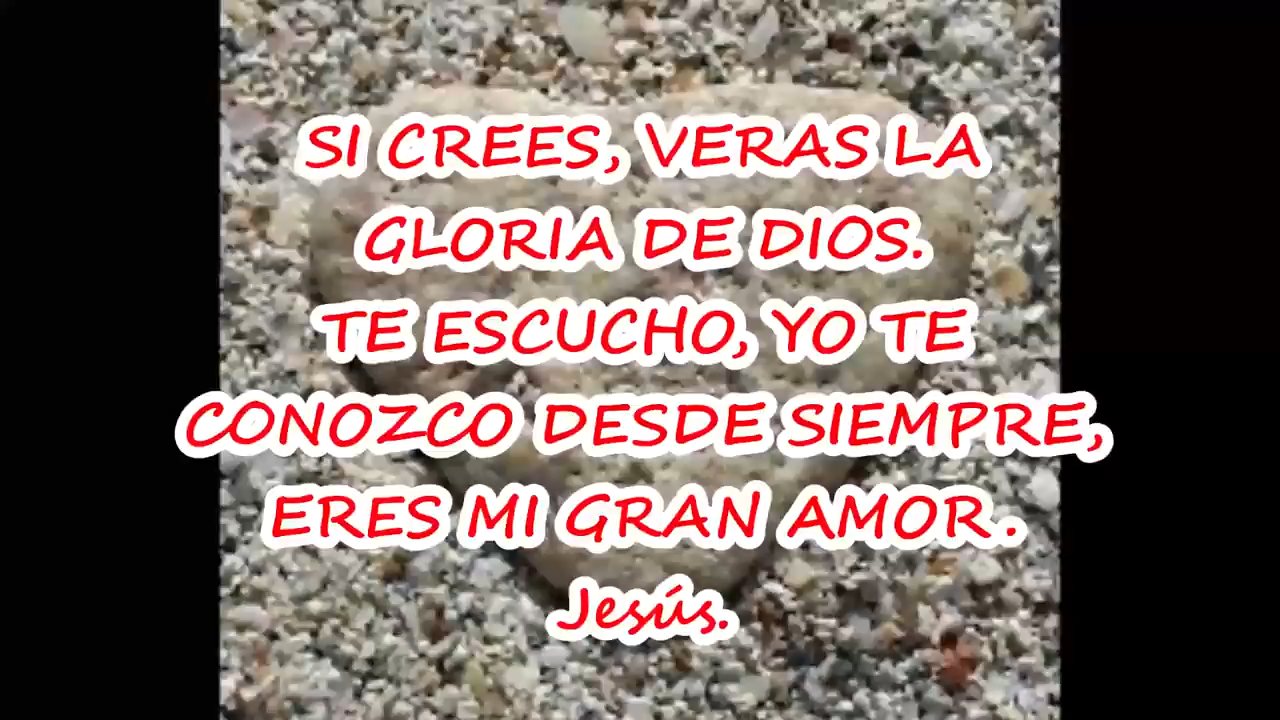 SI CREES, VERAS LA
GLORIA DE DIOS.
TE ESCUCHO, YO TE
CONOZCO DESDE SIEMPRE,
ERES MI GRAN AMOR.
Jesús.